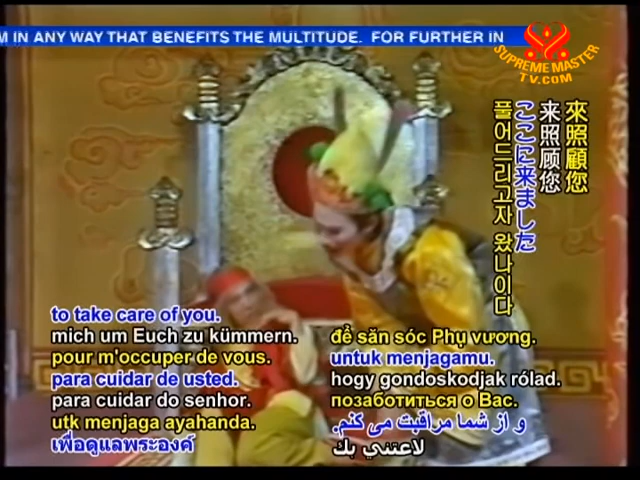 M IN ANY WAY THAT BENEFITS THE MULTITUDE. FOR FURTHER IN
SUPREME MASTER
TV.COM
來照顧您
来照顾您
ここに来ました
풀어드리고자 왔나이다
to take care of you.
mich um Euch zu kümmern.
pour m'occuper de vous.
para cuidar de usted.
para cuidar do senhor.
utk menjaga ayahanda.
เพื่อดูแลพระองค์
để săn sóc Phụ vương.
untuk menjagamu.
hogy gondoskodjak rólad.
позаботиться о Вас.
و از شما مراقبت می کنم.
لاعتني بك